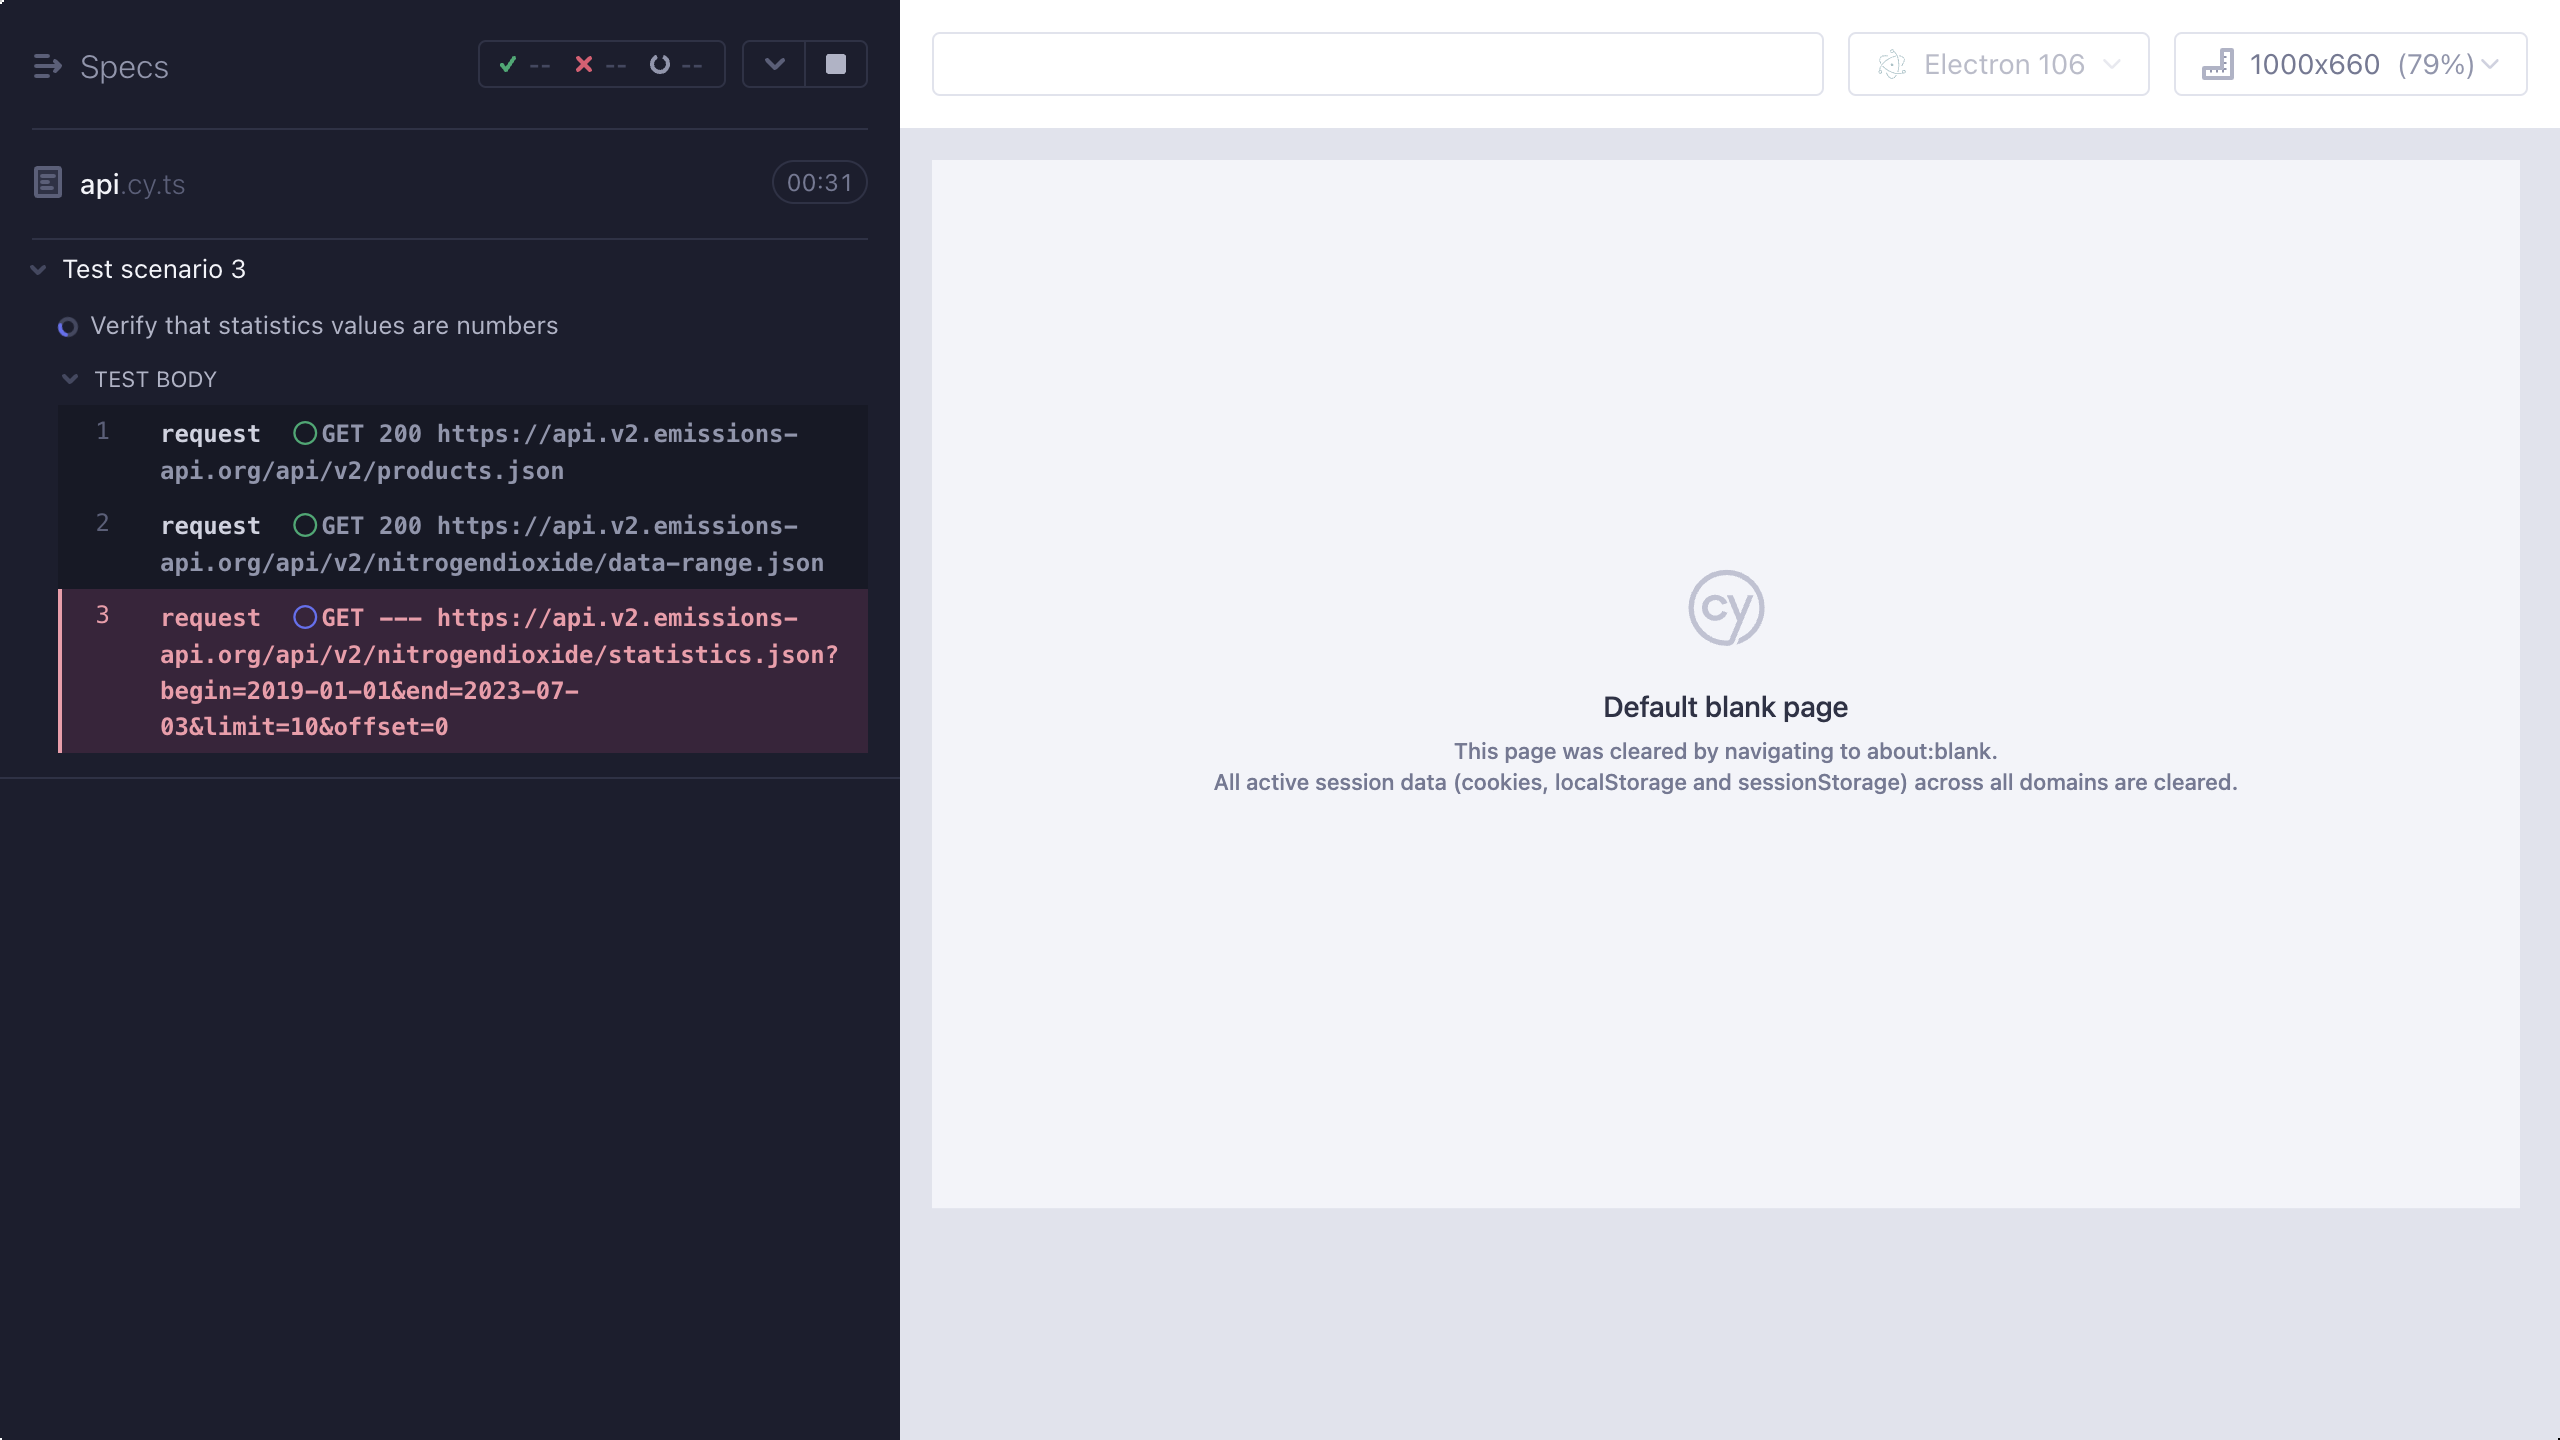 Specs
-- -- --
api.cy.ts
00:31
Test scenario 3
Verify that statistics values are numbers
TEST BODY
1 request GET 200 https://api.v2.emissions-
api.org/api/v2/products.json
2 request GET 200 https://api.v2.emissions-
api.org/api/v2/nitrogendioxide/data-range.json
3 request GET --- https://api.v2.emissions-
api.org/api/v2/nitrogendioxide/statistics.json?
begin=2019-01-01&end=2023-07-
03&limit=10&offset=0
Electron 106
1000x660 (79%)
cy
Default blank page
This page was cleared by navigating to about:blank.
All active session data (cookies, localStorage and sessionStorage) across all domains are cleared.